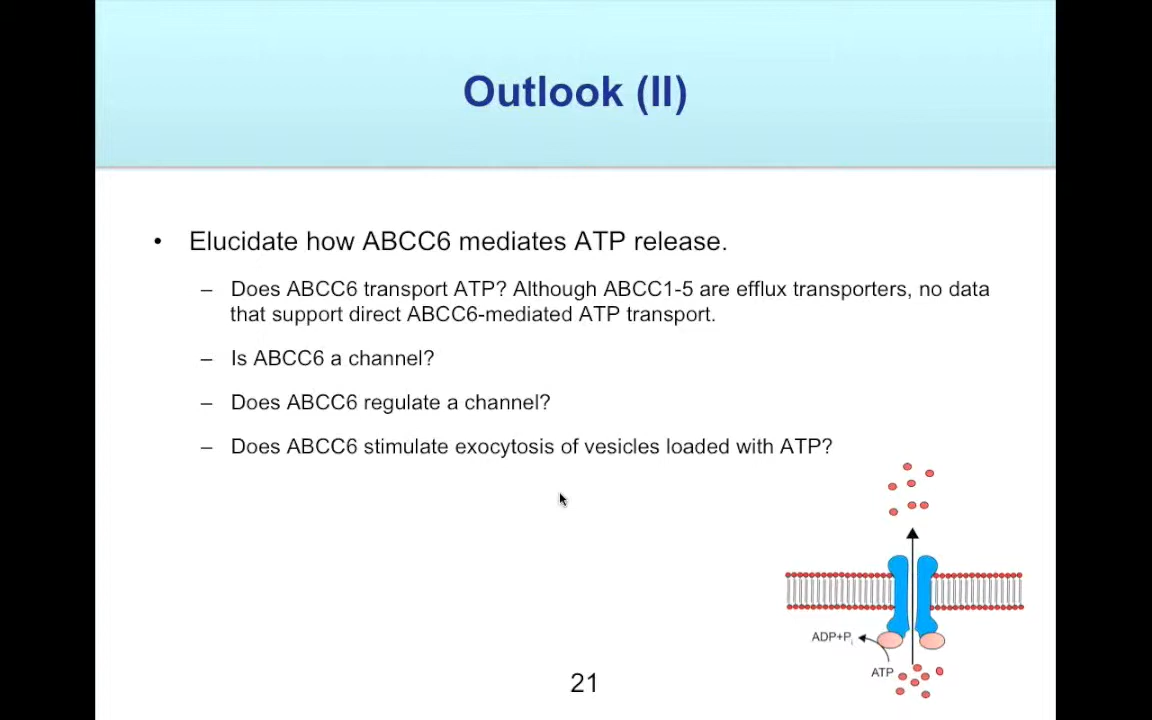 Outlook (II)
• Elucidate how ABCC6 mediates ATP release.
– Does ABCC6 transport ATP? Although ABCC1-5 are efflux transporters, no data
that support direct ABCC6-mediated ATP transport.
– Is ABCC6 a channel?
– Does ABCC6 regulate a channel?
– Does ABCC6 stimulate exocytosis of vesicles loaded with ATP?
ADP+Pi
ATP
21